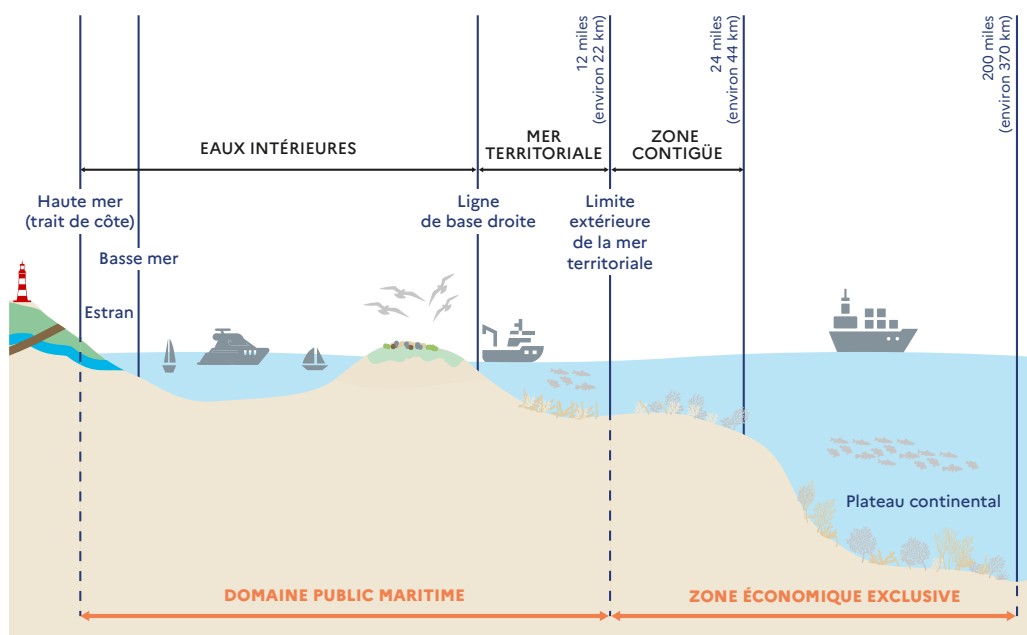 12 miles
(environ 22 km)
24 miles
(environ 44 km)
200 miles
(environ 370 km)
EAUX INTÉRIEURES
MER
TERRITORIALE
ZONE
CONTIGÜE
Haute mer
(trait de côte)
Basse mer
Estran
Ligne
de base droite
Limite
extérieure
de la mer
territoriale
Plateau continental
DOMAINE PUBLIC MARITIME
ZONE ÉCONOMIQUE EXCLUSIVE